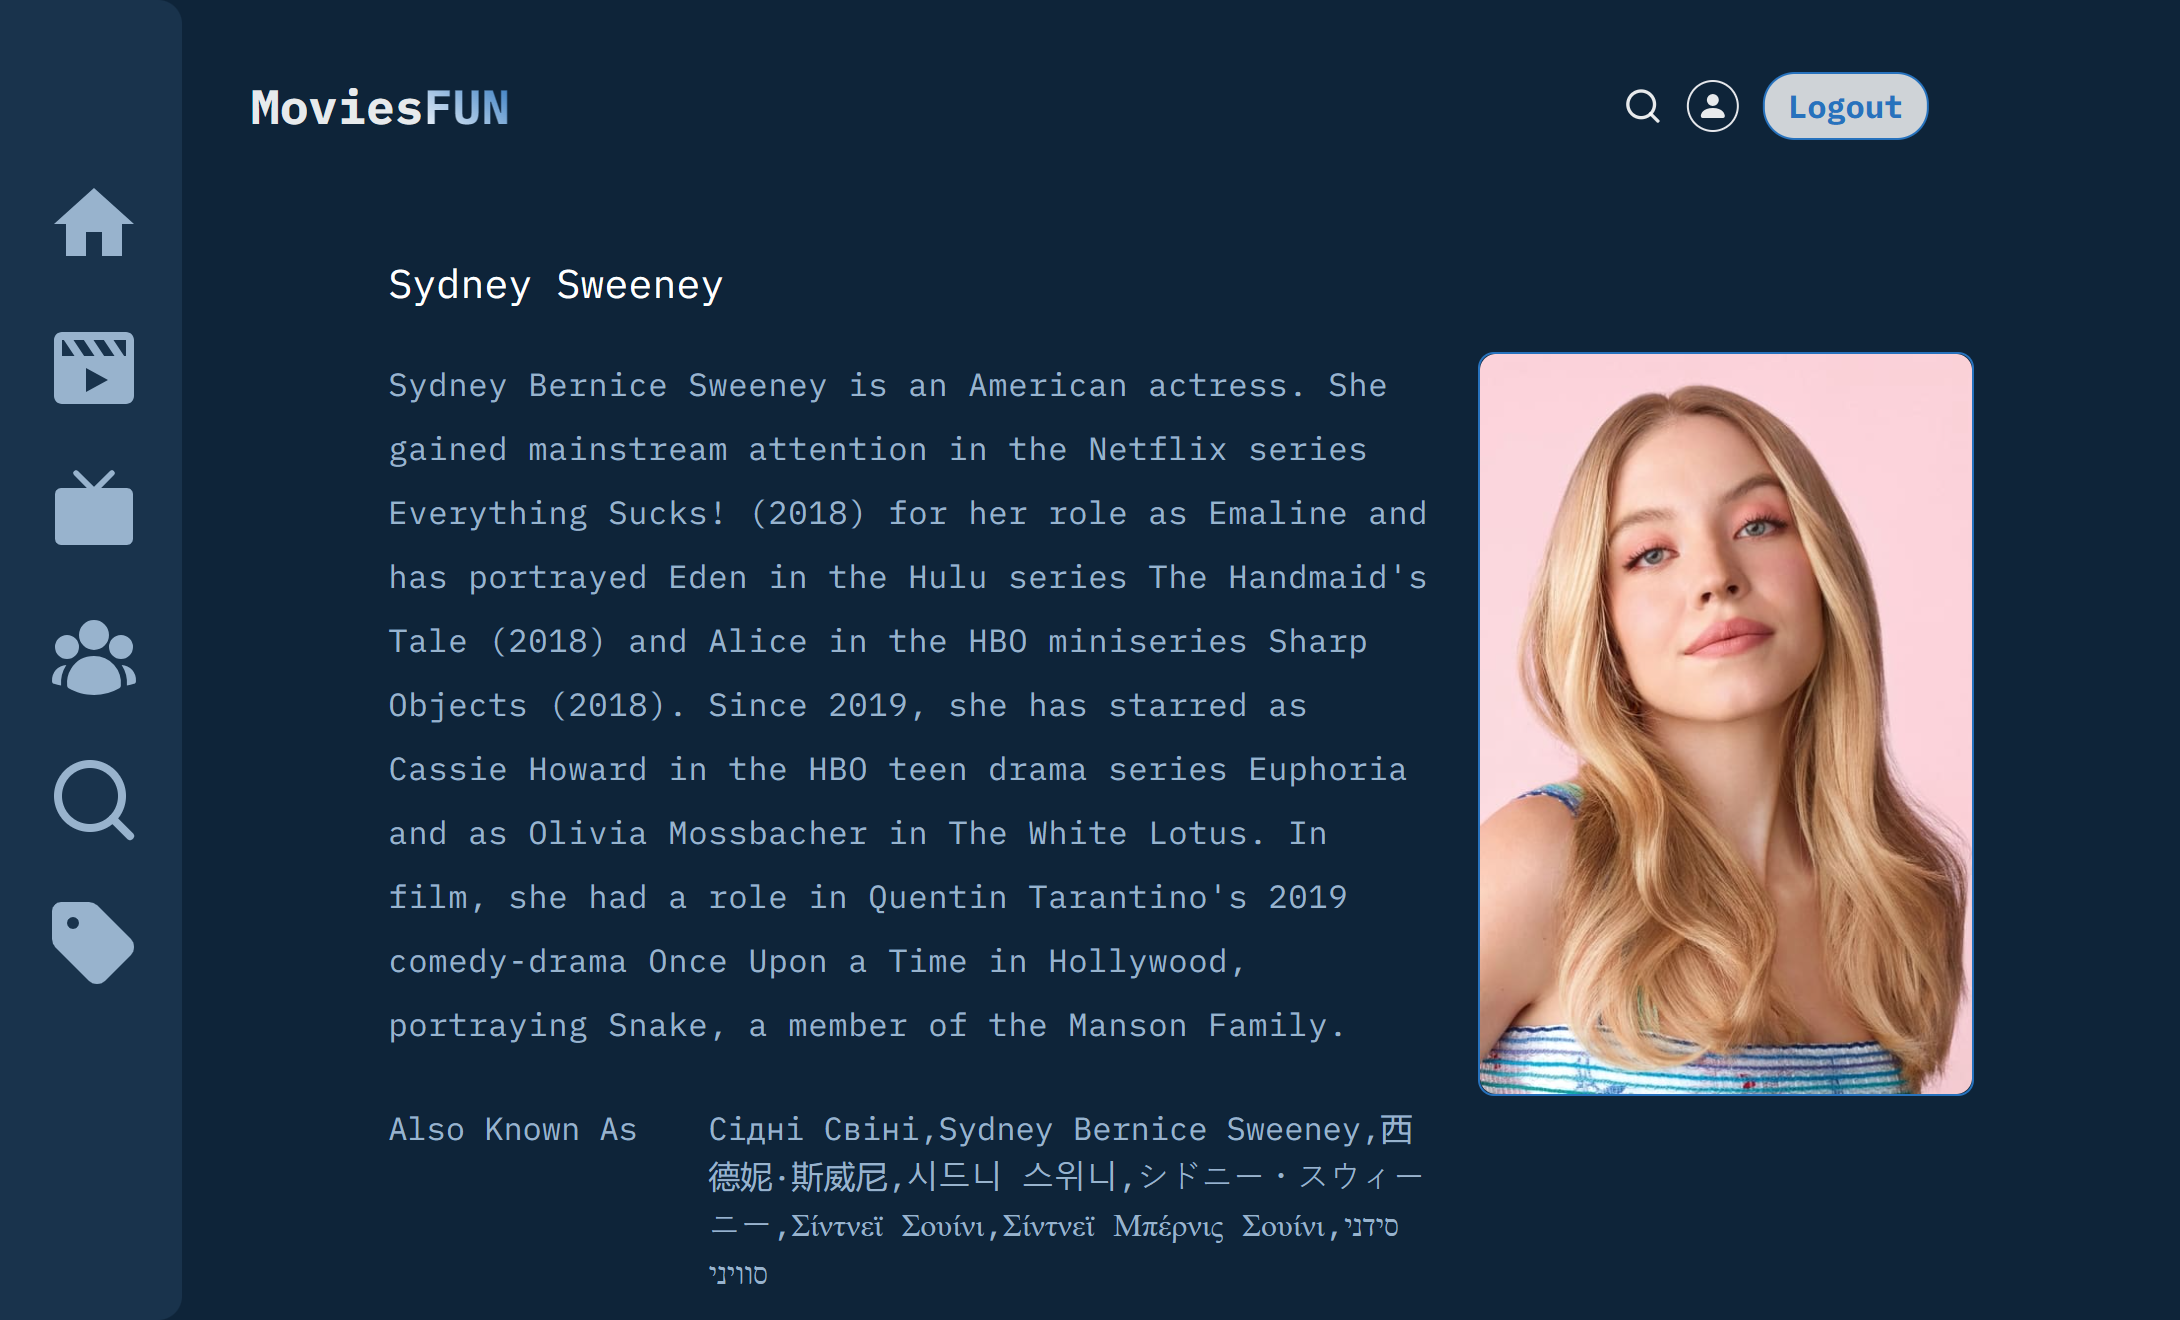 MoviesFUN
Logout
Sydney Sweeney
Sydney Bernice Sweeney is an American actress. She
gained mainstream attention in the Netflix series
Everything Sucks! (2018) for her role as Emaline and
has portrayed Eden in the Hulu series The Handmaid's
Tale (2018) and Alice in the HBO miniseries Sharp
Objects (2018). Since 2019, she has starred as
Cassie Howard in the HBO teen drama series Euphoria
and as Olivia Mossbacher in The White Lotus. In
film, she had a role in Quentin Tarantino's 2019
comedy-drama Once Upon a Time in Hollywood,
portraying Snake, a member of the Manson Family.
Also Known As
Сідні Свіні,Sydney Bernice Sweeney,西
德妮·斯威尼,시드니 스위니,シドニー・スウィー
ニー,Σίντνεϊ Σουίνι,Σίντνεϊ Μπέρνις Σουίνι,סידני
סוויני